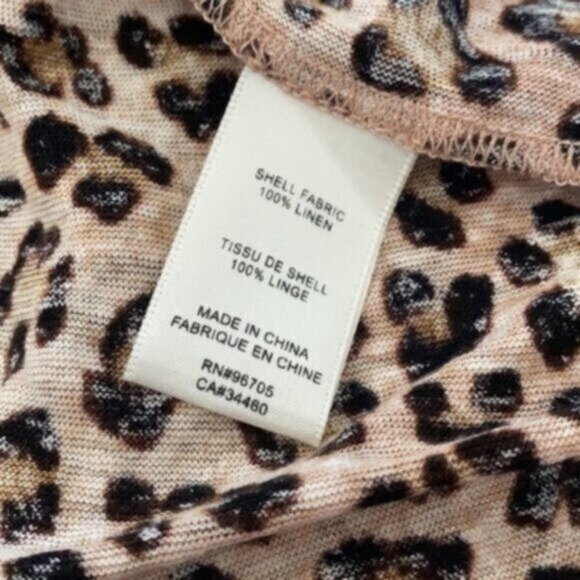 SHELL FABRIC
100% LINEN
TISSU DE SHELL
100% LINGE
MADE IN CHINA
FABRIQUE EN CHINE
RN#96705
CA#34460